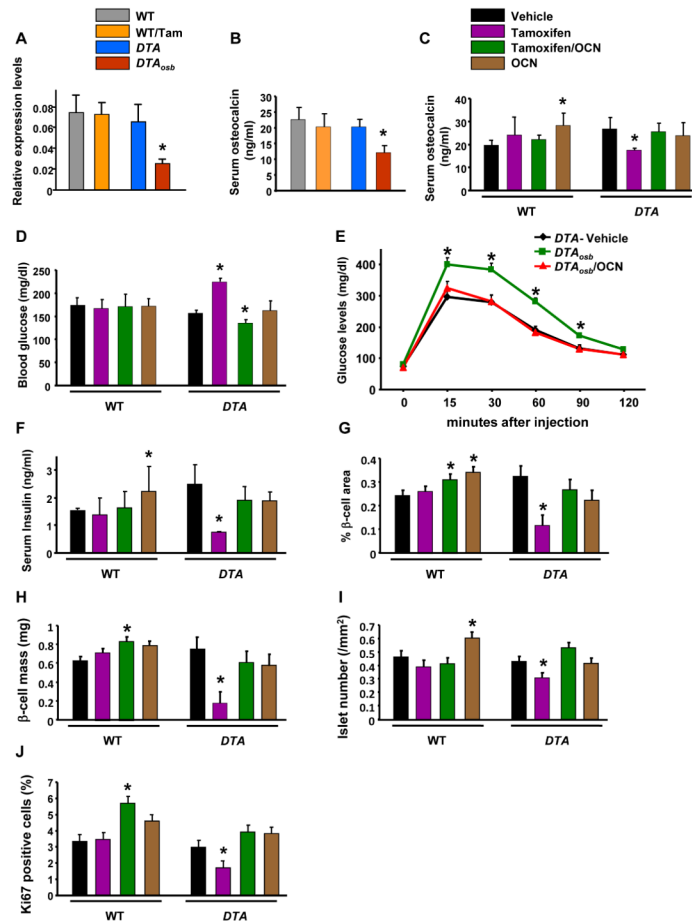 WT
WT/Tam
DTA
DTAosb
Vehicle
Tamoxifen
Tamoxifen/OCN
OCN
A
Relative expression levels
0.08
0.06
0.04
0.02
0
*
B
Serum osteocalcin
(ng/ml)
30
25
20
15
10
5
0
*
C
Serum osteocalcin
(ng/ml)
50
40
30
20
10
0
*
*
WT
DTA
D
Blood glucose (mg/dl)
250
200
150
100
50
0
*
*
WT
DTA
E
DTA- Vehicle
DTAosb
DTAosb/OCN
Glucose levels (mg/dl)
400
300
200
100
*
*
*
*
0
15
30
60
90
120
minutes after injection
F
Serum Insulin (ng/ml)
3
2
1
0
*
*
WT
DTA
G
% β-cell area
0.4
0.3
0.2
0.1
0
*
*
*
WT
DTA
H
β-cell mass (mg)
1
0.8
0.6
0.4
0.2
0
*
*
WT
DTA
I
Islet number (/mm²)
0.7
0.6
0.5
0.4
0.3
0.2
0.1
0
*
*
WT
DTA
J
Ki67 positive cells (%)
7
6
5
4
3
2
1
0
*
*
WT
DTA